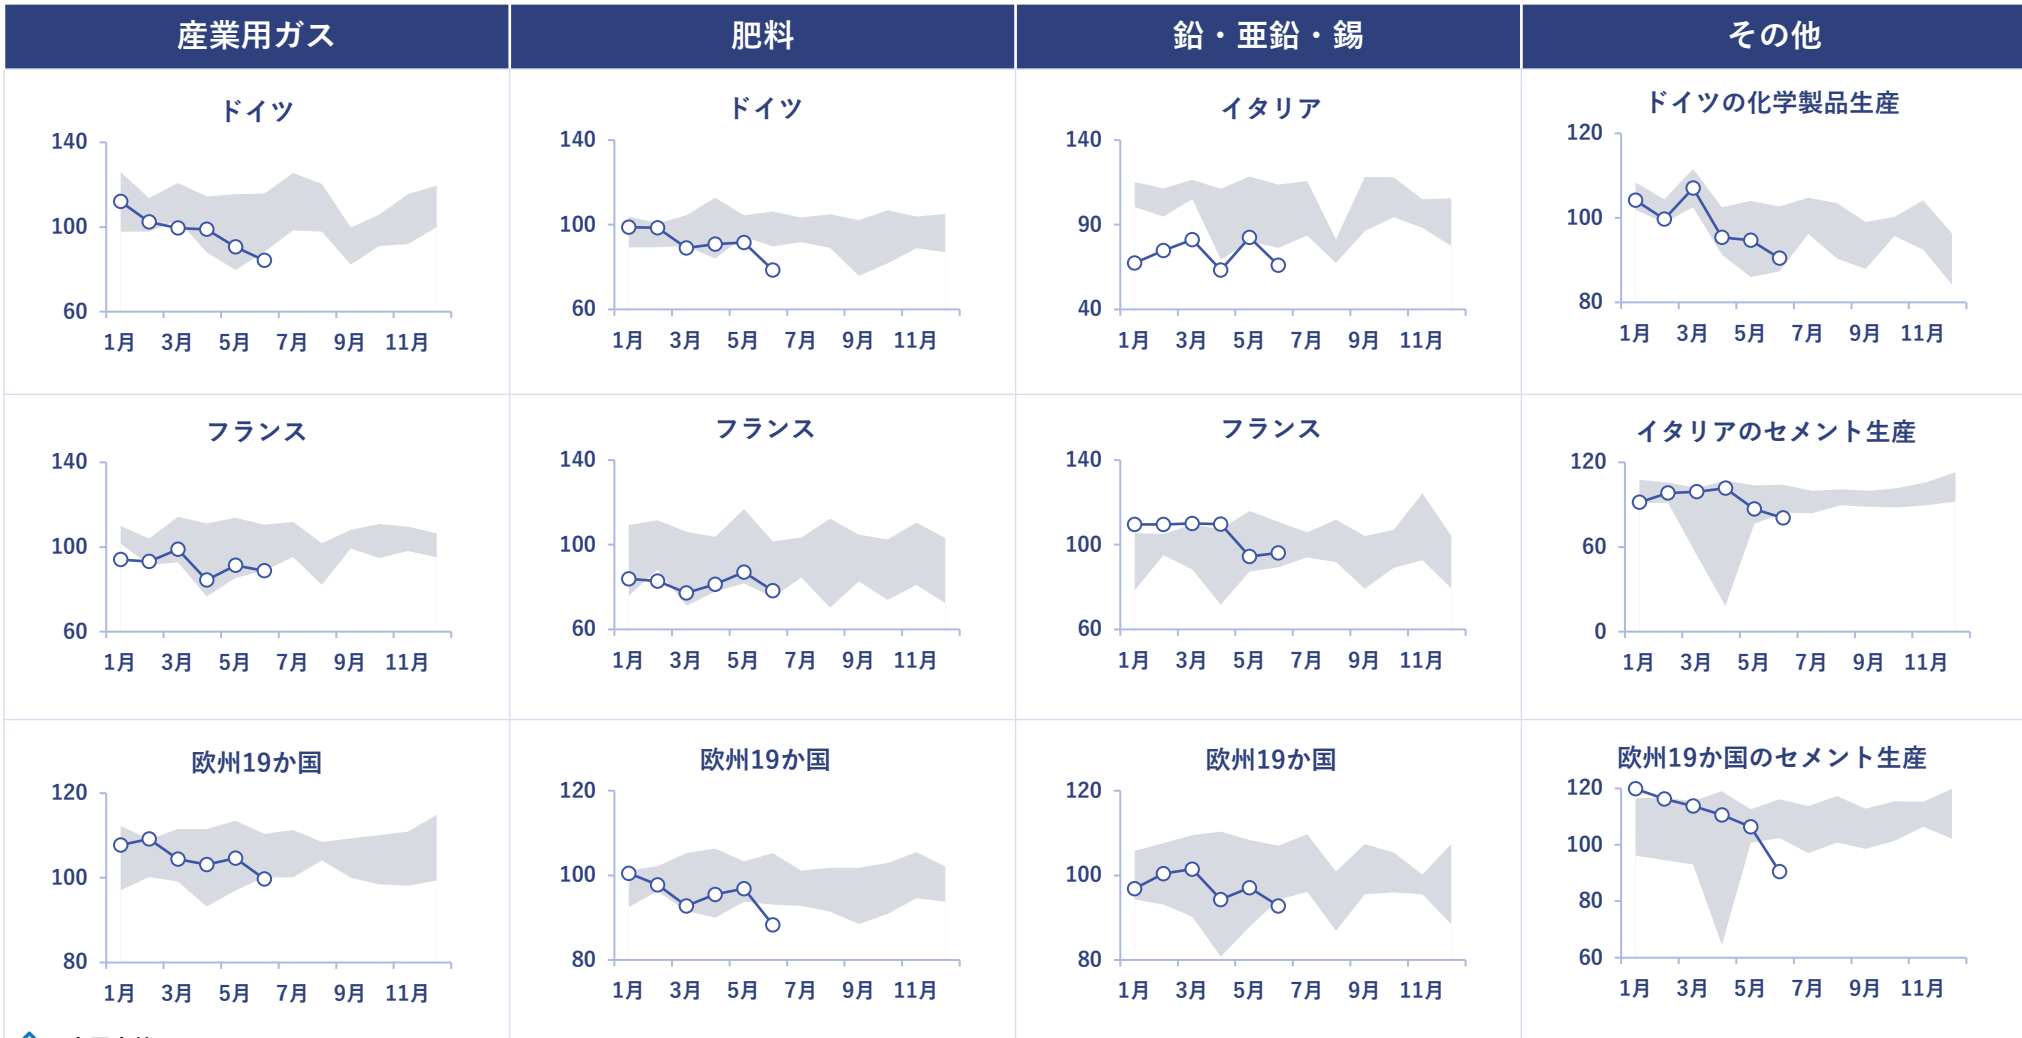 産業用ガス
肥料
鉛・亜鉛・錫
その他
ドイツ
140
100
60
1月 3月 5月 7月 9月 11月
ドイツ
140
100
60
1月 3月 5月 7月 9月 11月
イタリア
140
90
40
1月 3月 5月 7月 9月 11月
ドイツの化学製品生産
120
100
80
1月 3月 5月 7月 9月 11月
フランス
140
100
60
1月 3月 5月 7月 9月 11月
フランス
140
100
60
1月 3月 5月 7月 9月 11月
フランス
140
100
60
1月 3月 5月 7月 9月 11月
イタリアのセメント生産
120
60
0
1月 3月 5月 7月 9月 11月
欧州19か国
120
100
80
1月 3月 5月 7月 9月 11月
欧州19か国
120
100
80
1月 3月 5月 7月 9月 11月
欧州19か国
120
100
80
1月 3月 5月 7月 9月 11月
欧州19か国のセメント生産
120
100
80
60
1月 3月 5月 7月 9月 11月